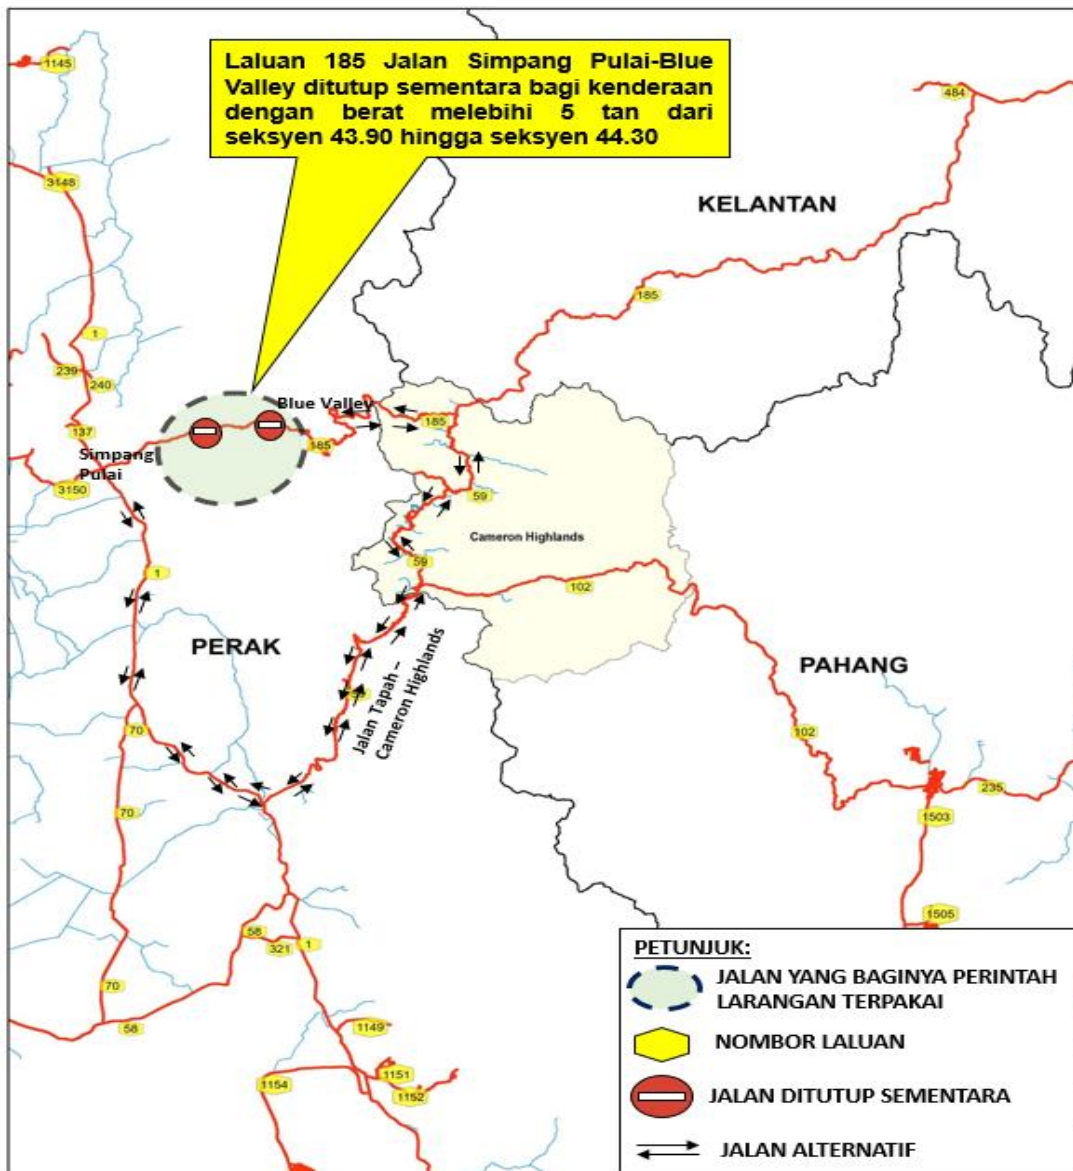 Laluan 185 Jalan Simpang Pulai-Blue
Valley ditutup sementara bagi kenderaan
dengan berat melebihi 5 tan dari
seksyen 43.90 hingga seksyen 44.30
1145
484
3148
KELANTAN
185
1
239
240
Blue Valley
185
137
185
Simpang
Pulai
3150
59
Cameron Highlands
59
1
102
PERAK
Jalan Tapah –
Cameron Highlands
PAHANG
59
70
102
235
70
1503
1505
58
321
1
70
58
1149
1151
1154
1152
PETUNJUK:
JALAN YANG BAGINYA PERINTAH
LARANGAN TERPAKAI
NOMBOR LALUAN
JALAN DITUTUP SEMENTARA
JALAN ALTERNATIF